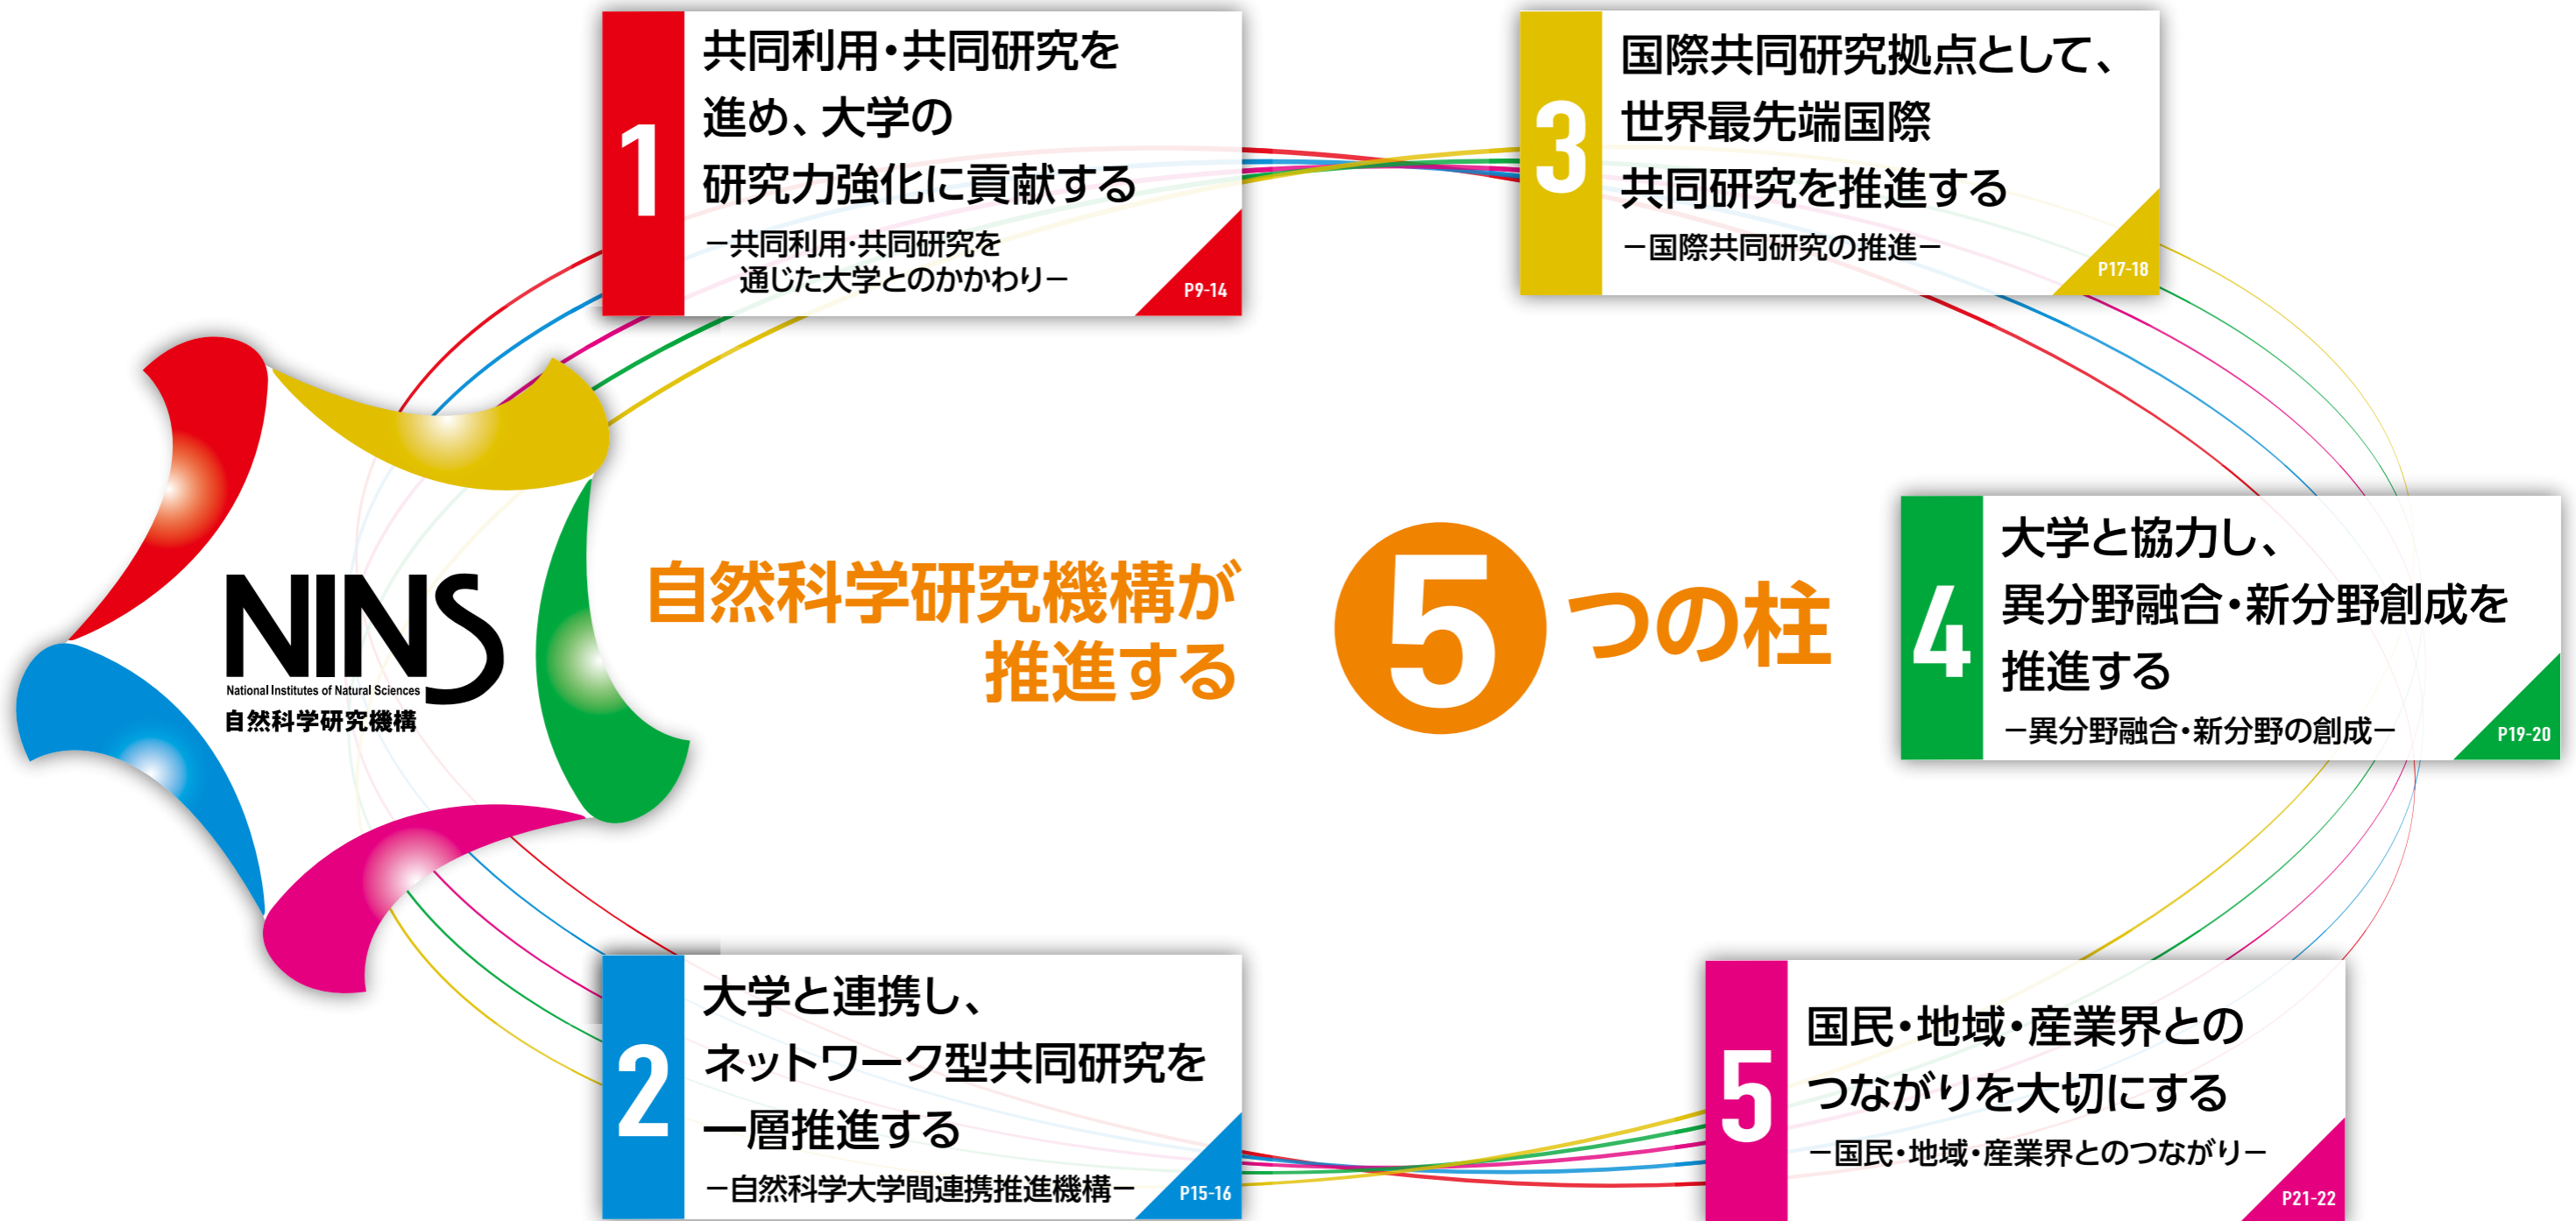 1
共同利用・共同研究を
進め、大学の
研究力強化に貢献する
－共同利用・共同研究を
通じた大学とのかかわり－
P9-14
3
国際共同研究拠点として、
世界最先端国際
共同研究を推進する
－国際共同研究の推進－
P17-18
NINS
National Institutes of Natural Sciences
自然科学研究機構
自然科学研究機構が
推進する
5つの柱
4
大学と協力し、
異分野融合・新分野創成を
推進する
－異分野融合・新分野の創成－
P19-20
2
大学と連携し、
ネットワーク型共同研究を
一層推進する
－自然科学大学間連携推進機構－
P15-16
5
国民・地域・産業界との
つながりを大切にする
－国民・地域・産業界とのつながり－
P21-22